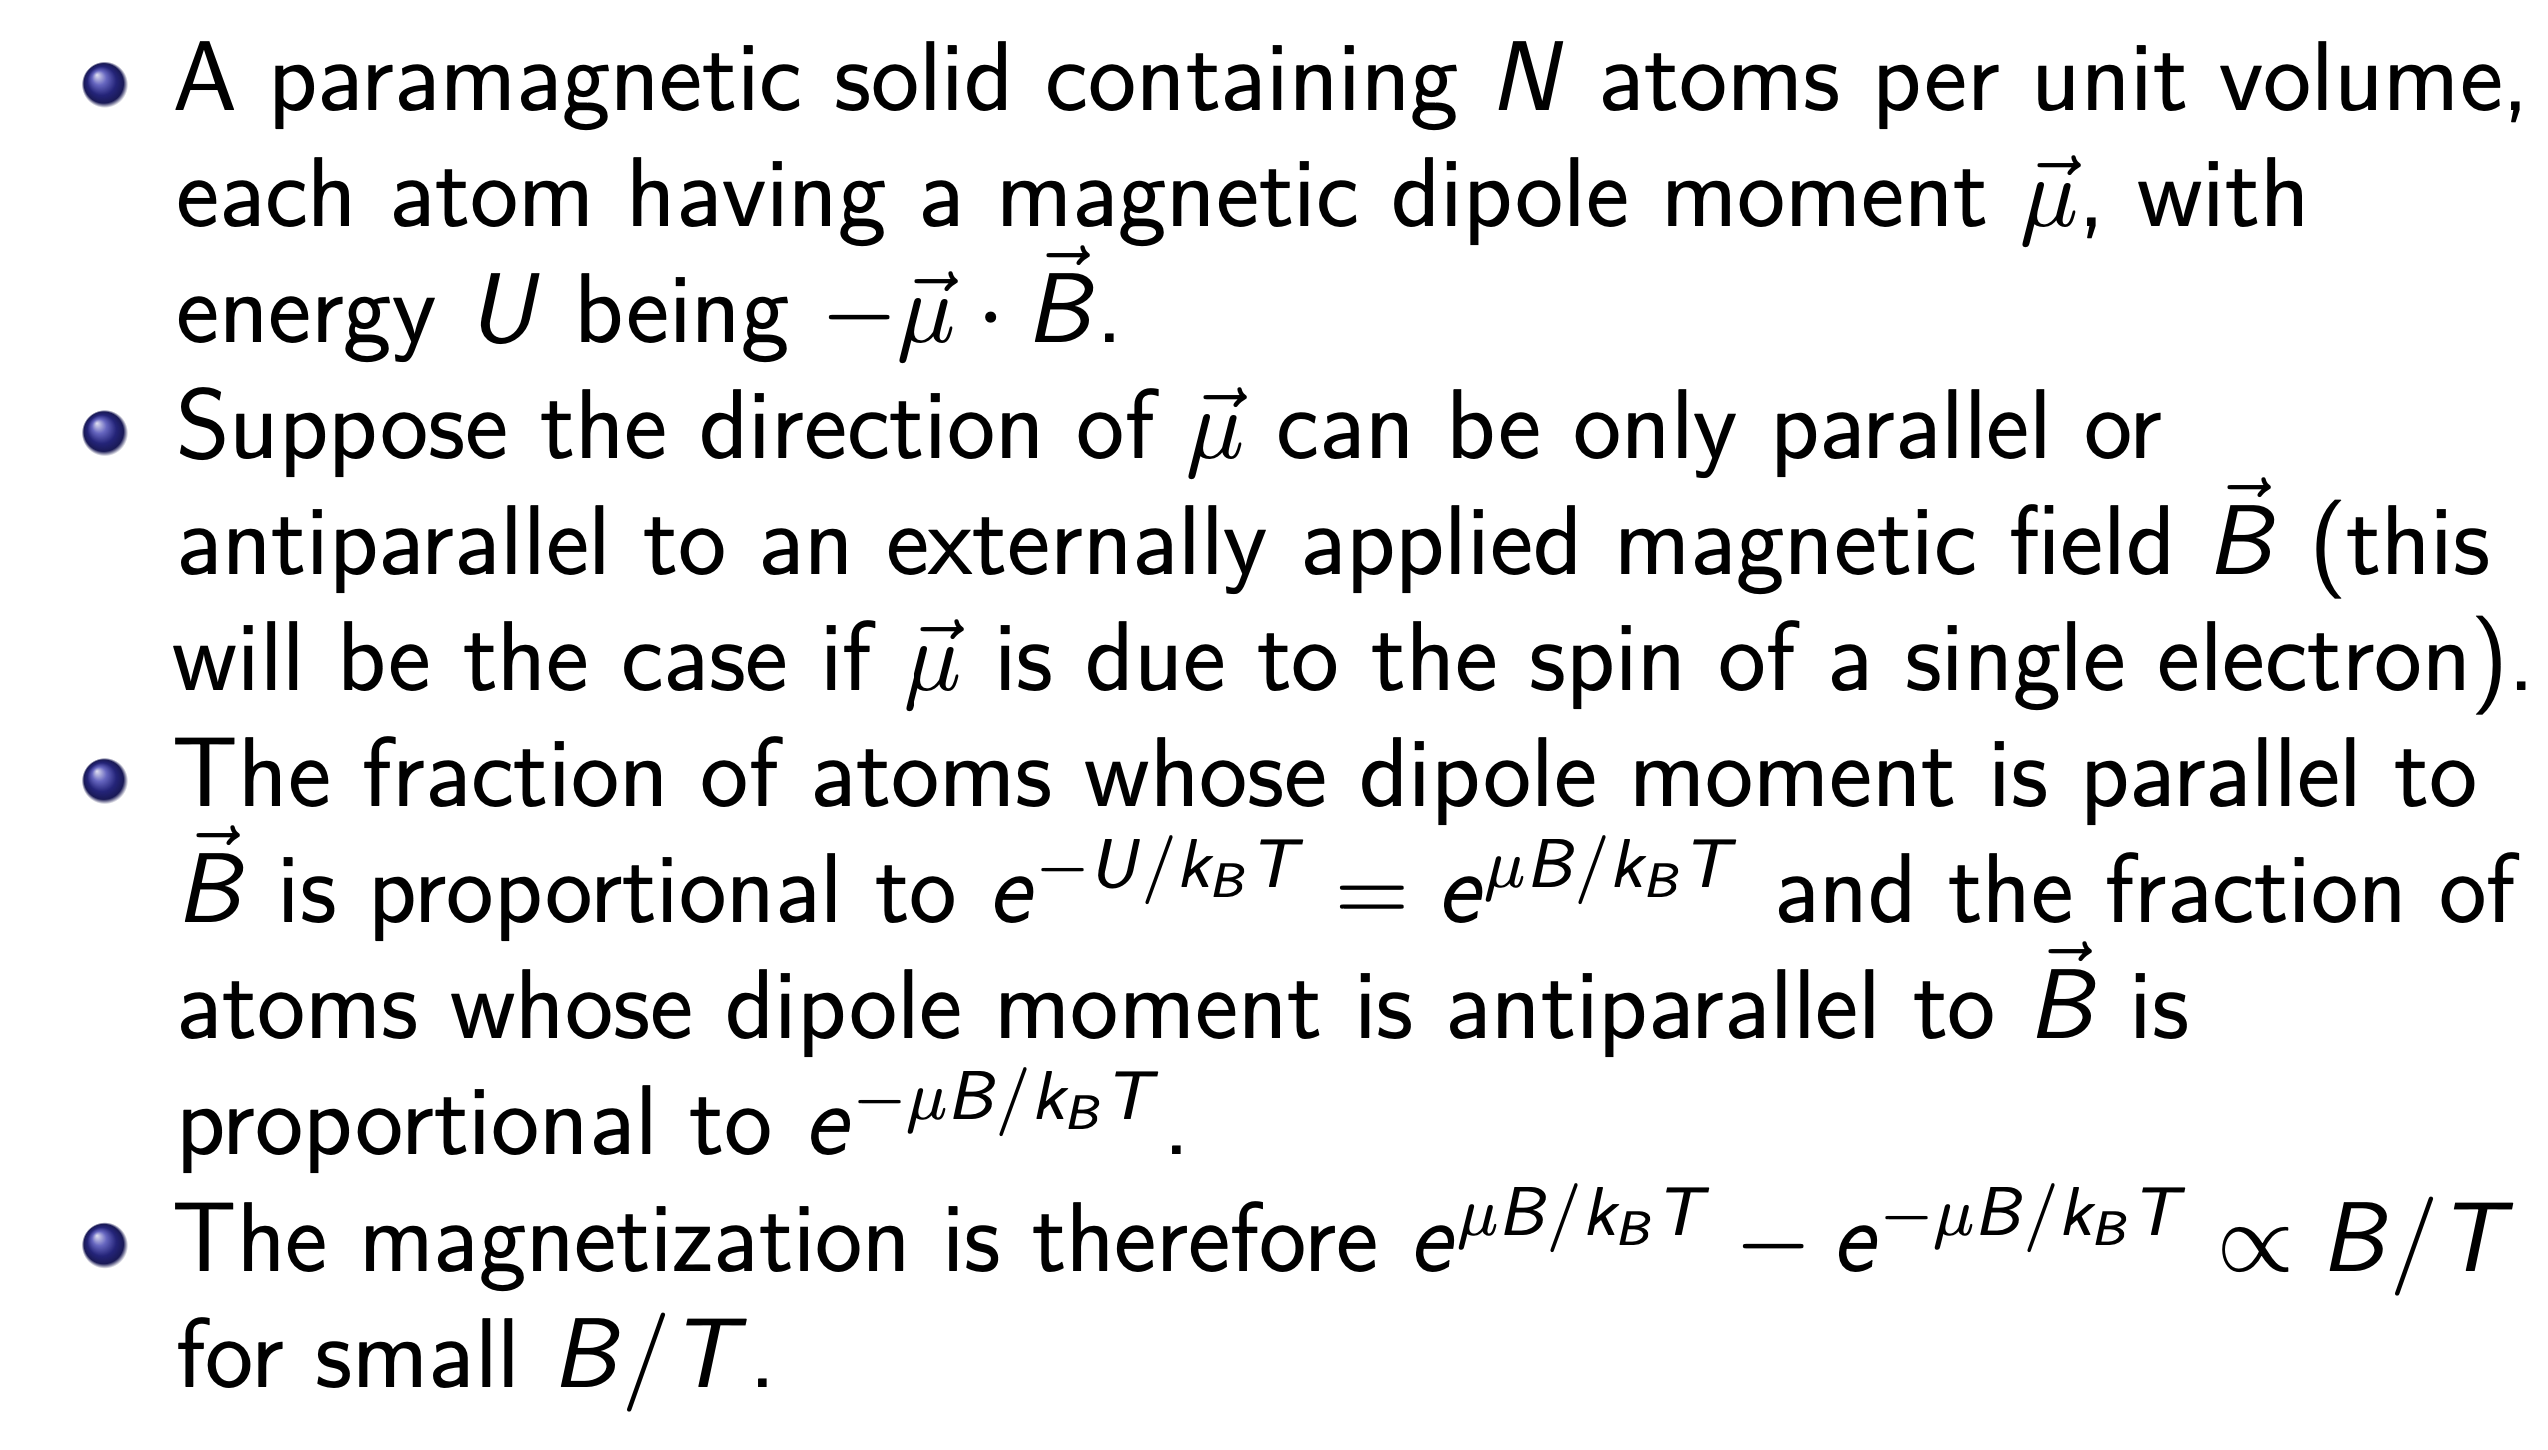 • A paramagnetic solid containing N atoms per unit volume,
each atom having a magnetic dipole moment $\vec{\mu}$, with
energy U being $-\vec{\mu} \cdot \vec{B}$.
• Suppose the direction of $\vec{\mu}$ can be only parallel or
antiparallel to an externally applied magnetic field $\vec{B}$ (this
will be the case if $\vec{\mu}$ is due to the spin of a single electron).
• The fraction of atoms whose dipole moment is parallel to
$\vec{B}$ is proportional to $e^{-U/k_B T} = e^{\mu B/k_B T}$ and the fraction of
atoms whose dipole moment is antiparallel to $\vec{B}$ is
proportional to $e^{-\mu B/k_B T}$.
• The magnetization is therefore $e^{\mu B/k_B T} - e^{-\mu B/k_B T} \propto B/T$
for small $B/T$.